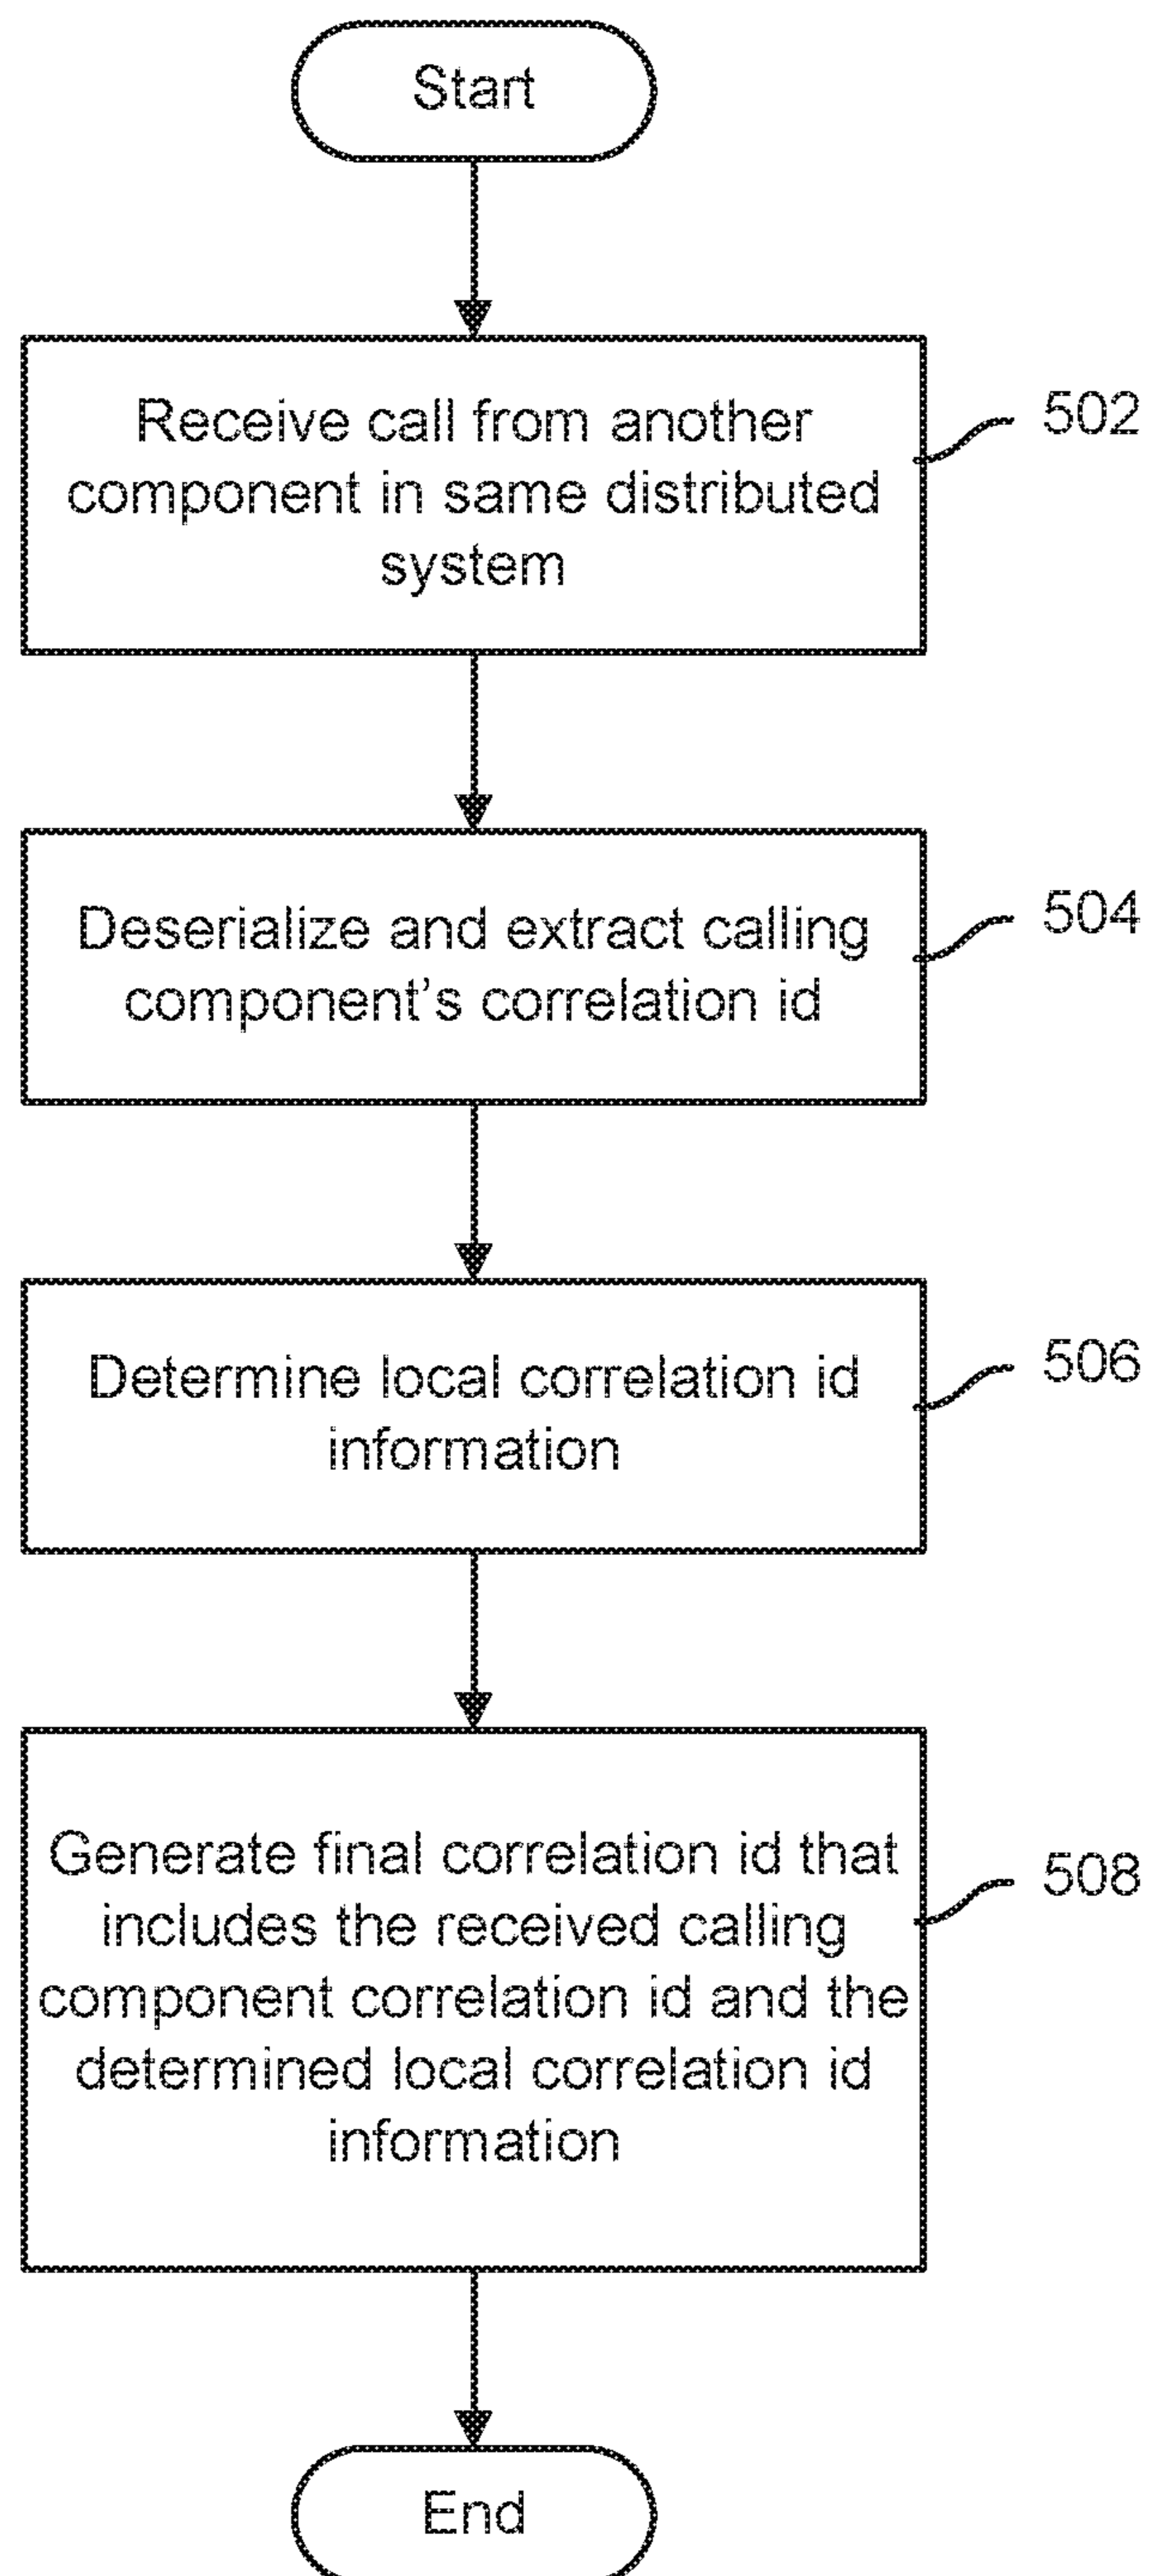 Start
Receive call from another
component in same distributed
system
502
Deserialize and extract calling
component's correlation id
504
Determine local correlation id
information
506
Generate final correlation id that
includes the received calling
component correlation id and the
determined local correlation id
information
508
End